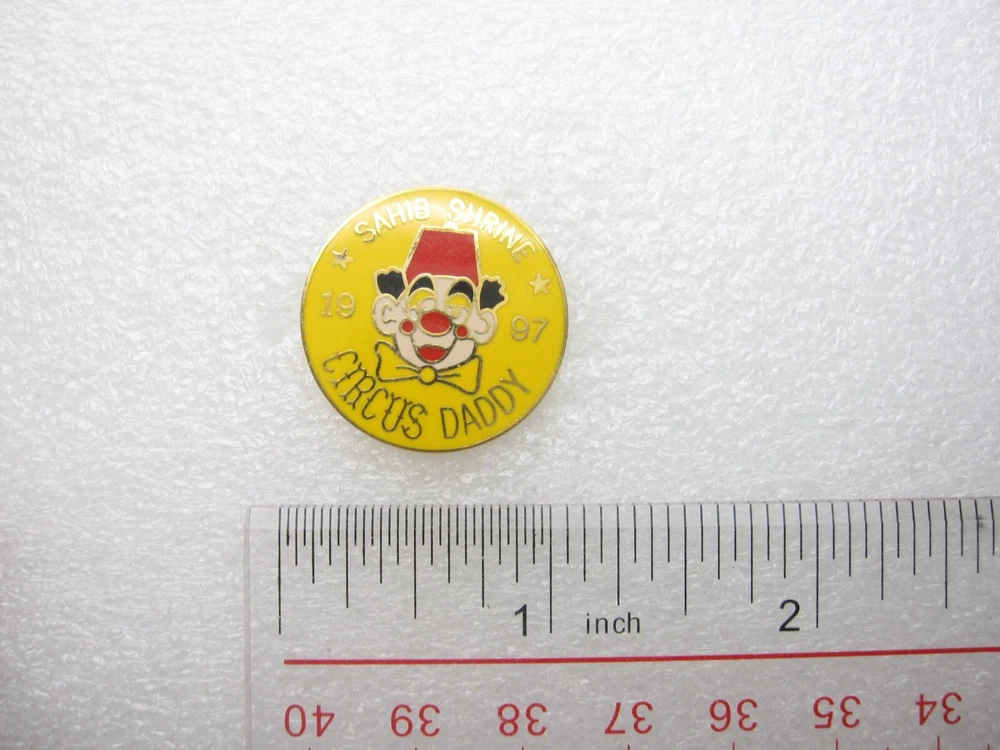 SAHIB SHRINE
19 97
CIRCUS DADDY
1 inch 2
40 39 38 37 36 35 34